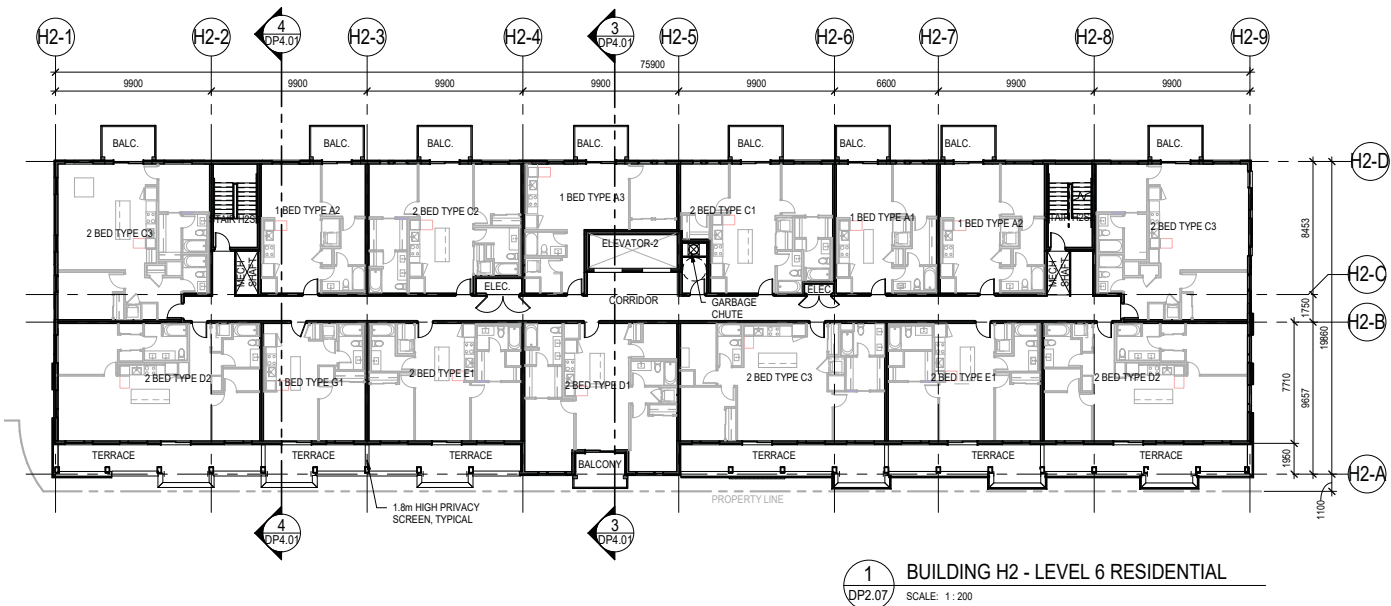 H2-1
H2-2
4
DP4.01
H2-3
H2-4
3
DP4.01
H2-5
H2-6
H2-7
H2-8
H2-9
75900
9900
9900
9900
9900
9900
6600
9900
9900
BALC.
BALC.
BALC.
BALC.
BALC.
BALC.
BALC.
BALC.
H2-D
2 BED TYPE C3
1 BED TYPE A2
2 BED TYPE C2
1 BED TYPE A3
2 BED TYPE C1
1 BED TYPE A1
1 BED TYPE A2
2 BED TYPE C3
ELEVATOR-2
MECH
SHAFT
MECH
SHAFT
ELEC.
ELEC
CORRIDOR
GARBAGE
CHUTE
8453
H2-C
1750
H2-B
19860
2 BED TYPE D2
1 BED TYPE G1
2 BED TYPE E1
2 BED TYPE D1
2 BED TYPE C3
2 BED TYPE E1
2 BED TYPE D2
7710
9657
TERRACE
TERRACE
TERRACE
BALCONY
TERRACE
TERRACE
TERRACE
1950
H2-A
1100
PROPERTY LINE
1.8m HIGH PRIVACY
SCREEN, TYPICAL
4
DP4.01
3
DP4.01
1
DP2.07
BUILDING H2 - LEVEL 6 RESIDENTIAL
SCALE: 1 : 200